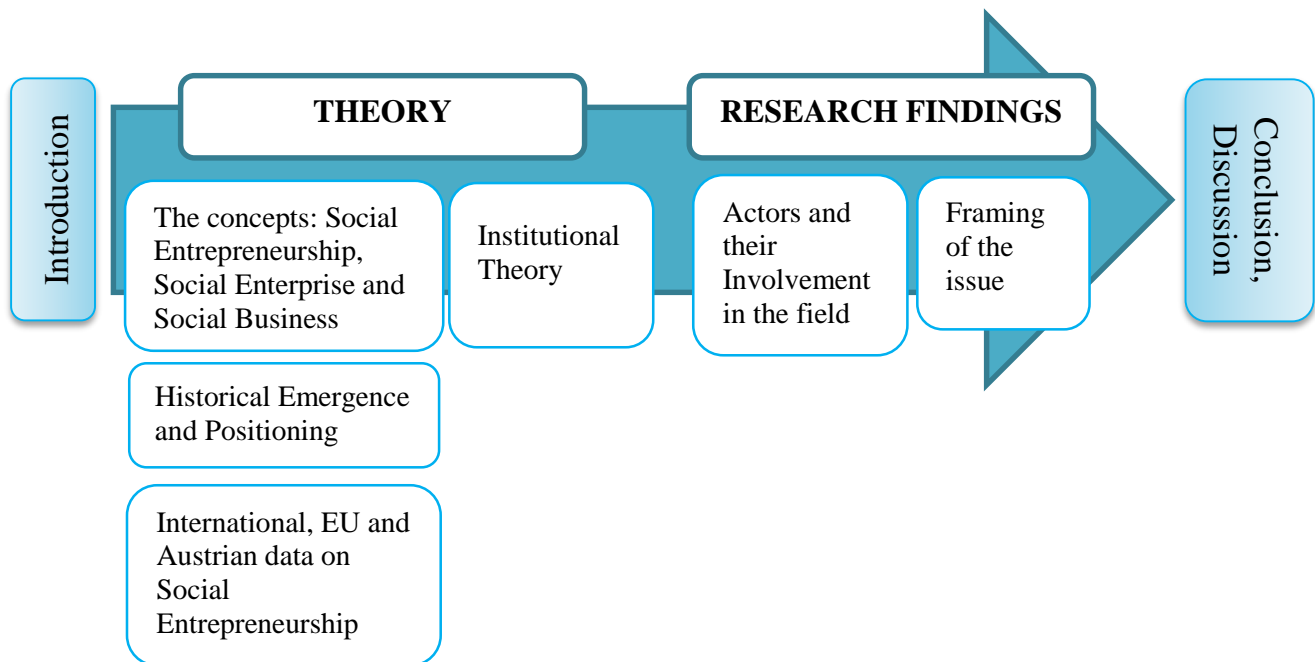 Introduction
THEORY
The concepts: Social
Entrepreneurship,
Social Enterprise and
Social Business
Institutional
Theory
Historical Emergence
and Positioning
International, EU and
Austrian data on
Social
Entrepreneurship
RESEARCH FINDINGS
Actors and
their
Involvement
in the field
Framing
of the
issue
Conclusion,
Discussion